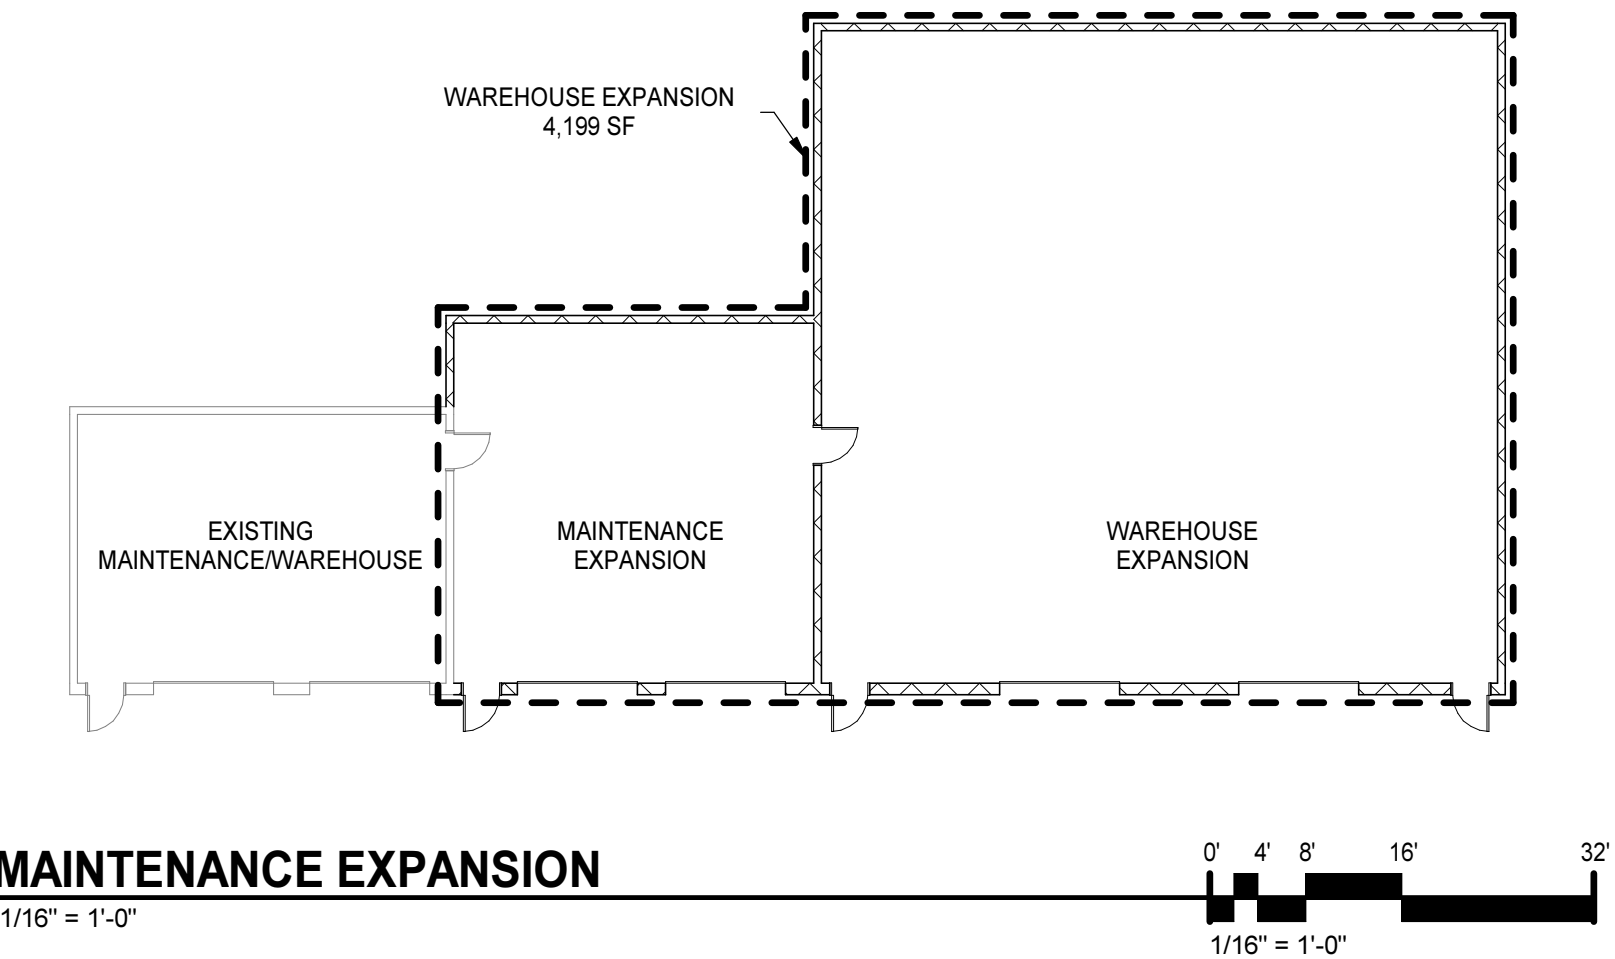 WAREHOUSE EXPANSION
4,199 SF
EXISTING
MAINTENANCE/WAREHOUSE
MAINTENANCE
EXPANSION
WAREHOUSE
EXPANSION
MAINTENANCE EXPANSION
1/16" = 1'-0"
0' 4' 8' 16' 32'
1/16" = 1'-0"